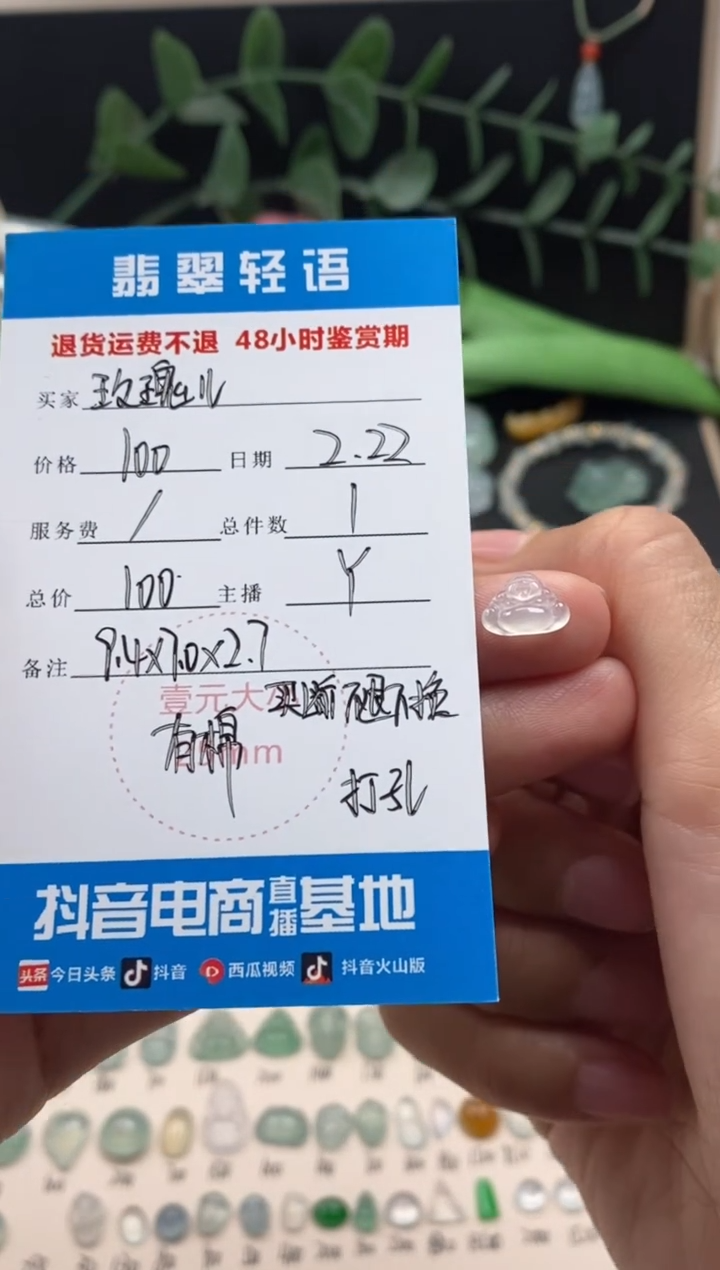 翡翠轻语
退货运费不退 48小时鉴赏期
买家 玫瑰儿
价格 100 日期 2.22
服务费 / 总件数 1
总价 100 主播 Y
备注 9.4x7.0x2.7
壹元大小
买断不退不换
有棉 mm
打孔
抖音电商直播基地
头条 今日头条 抖音 西瓜视频 抖音火山版